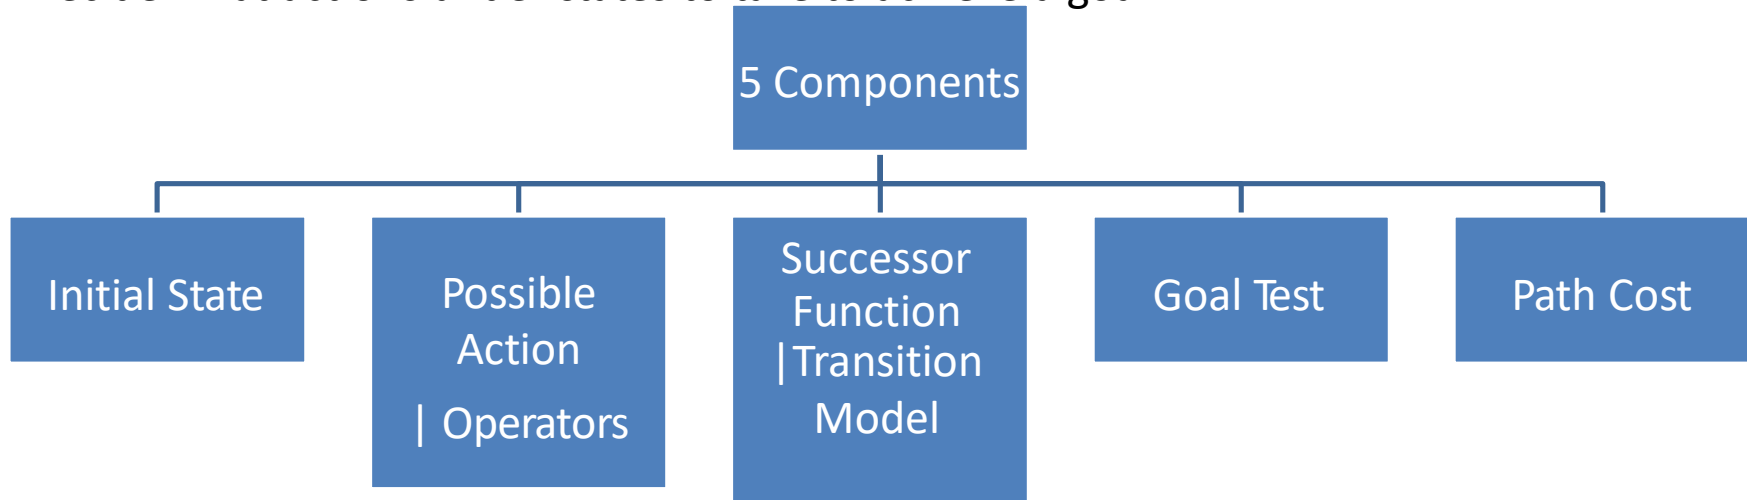 5 Components
Initial State
Possible
Action
| Operators
Successor
Function
|Transition
Model
Goal Test
Path Cost